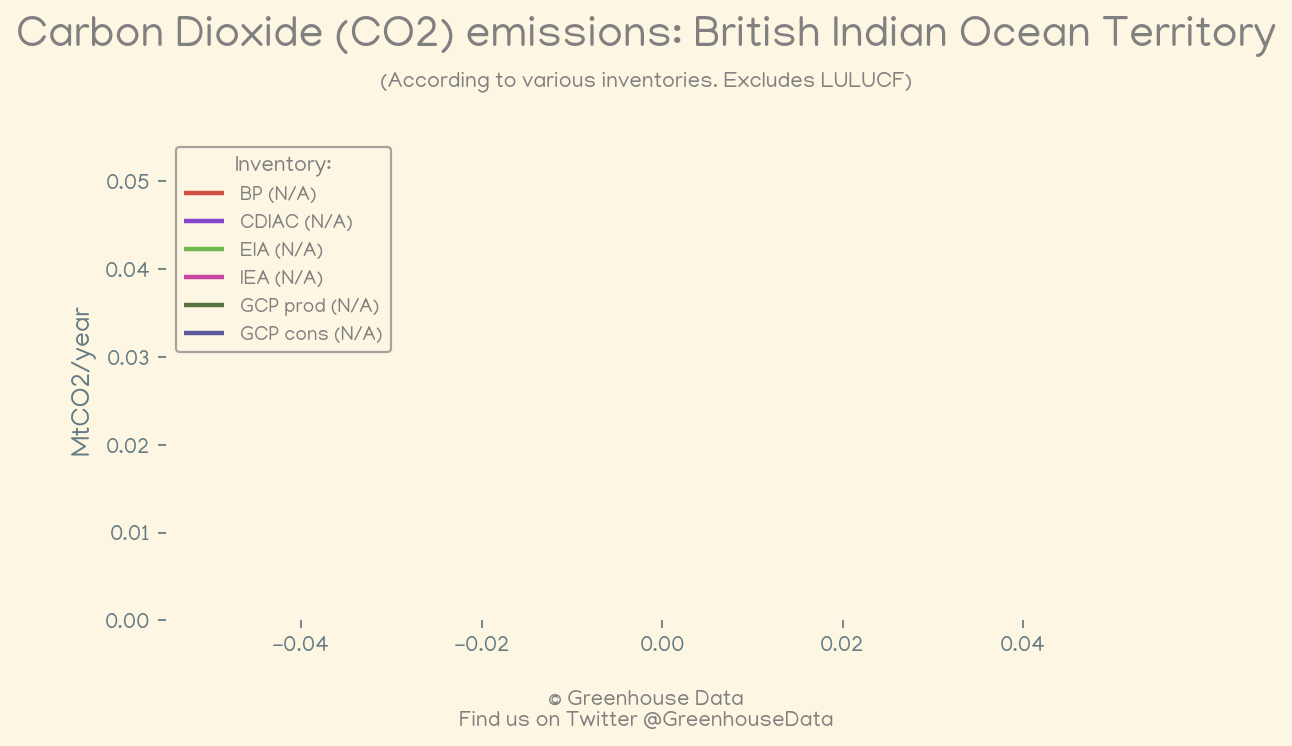 Carbon Dioxide (CO2) emissions: British Indian Ocean Territory
(According to various inventories. Excludes LULUCF)
Inventory:
BP (N/A)
CDIAC (N/A)
EIA (N/A)
IEA (N/A)
GCP prod (N/A)
GCP cons (N/A)
MtCO2/year
0.05
0.04
0.03
0.02
0.01
0.00
−0.04
−0.02
0.00
0.02
0.04
© Greenhouse Data
Find us on Twitter @GreenhouseData